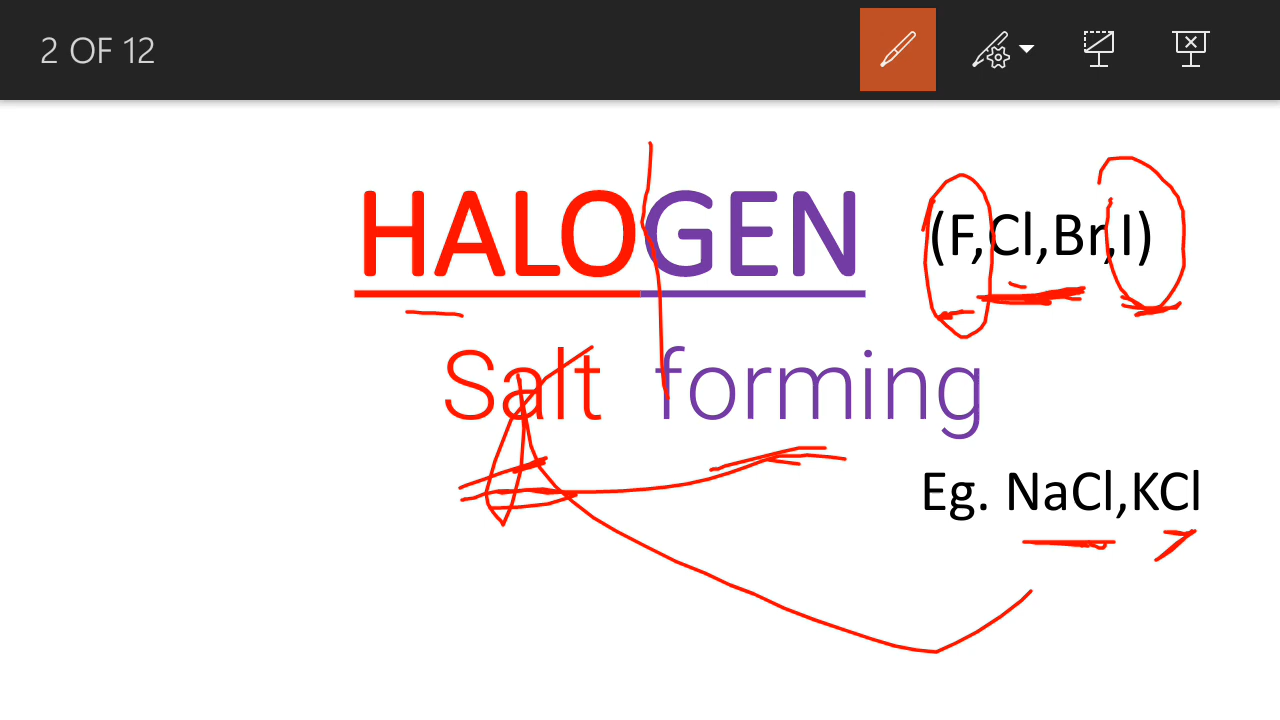 2 OF 12
HALOGEN (F,Cl,Br,I)
Salt forming
Eg. NaCl,KCl